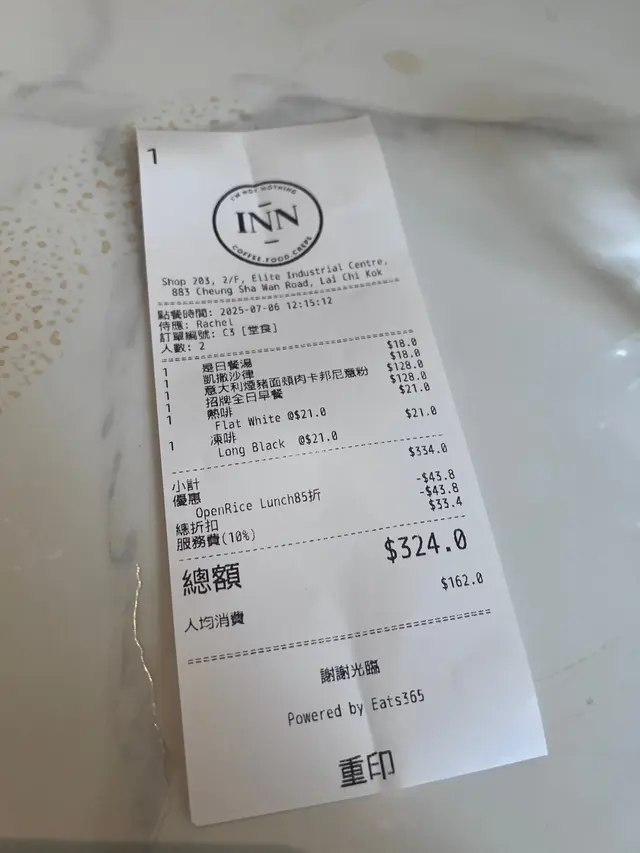 1
I'M NOT NOTHING
INN
COFFEE.FOOD.CREPE
Shop 203, 2/F, Elite Industrial Centre,
883 Cheung Sha Wan Road, Lai Chi Kok
點餐時間: 2025-07-06 12:15:12
侍應: Rachel
訂單編號: C3 [堂食]
人數: 2
1 是日餐湯 $18.0
1 凱撒沙律 $18.0
1 意大利煙豬面頰肉卡邦尼意粉 $128.0
1 招牌全日早餐 $128.0
1 熱啡 $21.0
Flat White @$21.0
1 凍啡 $21.0
Long Black @$21.0
小計 $334.0
優惠
OpenRice Lunch85折 -$43.8
總折扣 -$43.8
服務費(10%) $33.4
總額 $324.0
人均消費 $162.0
謝謝光臨
Powered by Eats365
重印